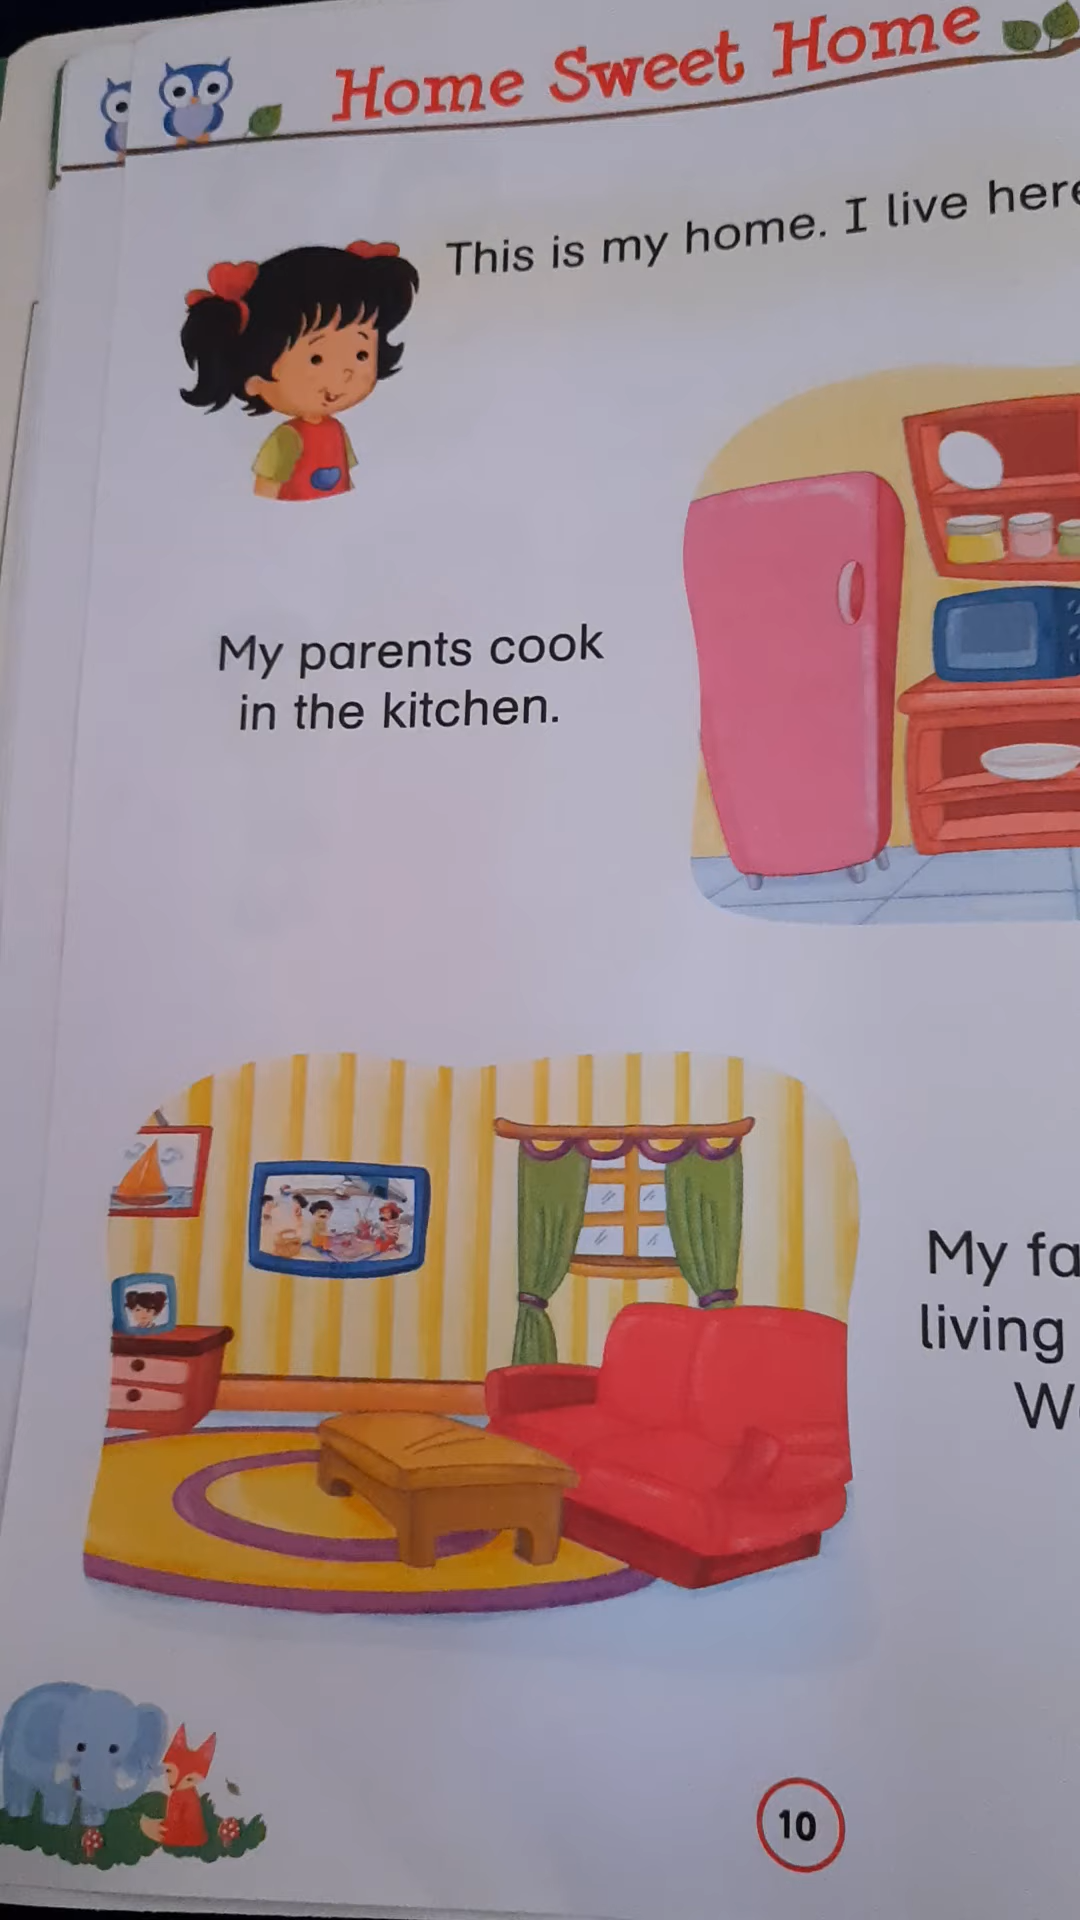 Home Sweet Home
This is my home. I live
My parents cook
in the kitchen.
My
living
10